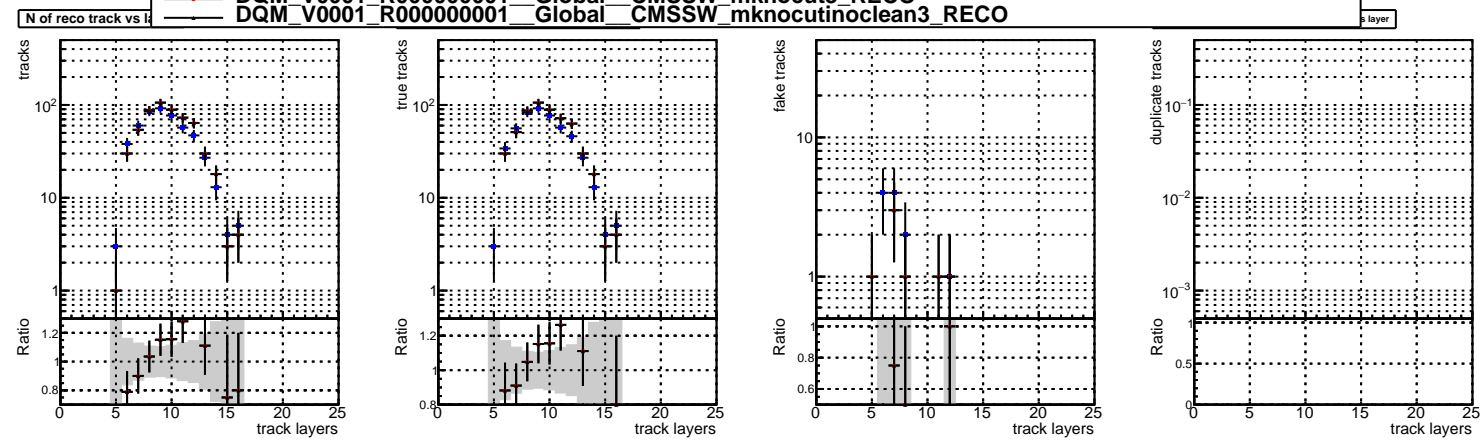 DQM_V0001_R000000001__Global__CMSSW_mknocutinoclean3_RECO
N of reco track vs l
s layer
tracks
10²
10
1
Ratio
1.2
1
0.8
0 5 10 15 20 25
track layers
true tracks
10²
10
1
Ratio
1.2
1
0.8
0 5 10 15 20 25
track layers
fake tracks
10
1
Ratio
1
0.8
0.6
0 5 10 15 20 25
track layers
duplicate tracks
10⁻¹
10⁻²
10⁻³
Ratio
1
0.5
0
0 5 10 15 20 25
track layers